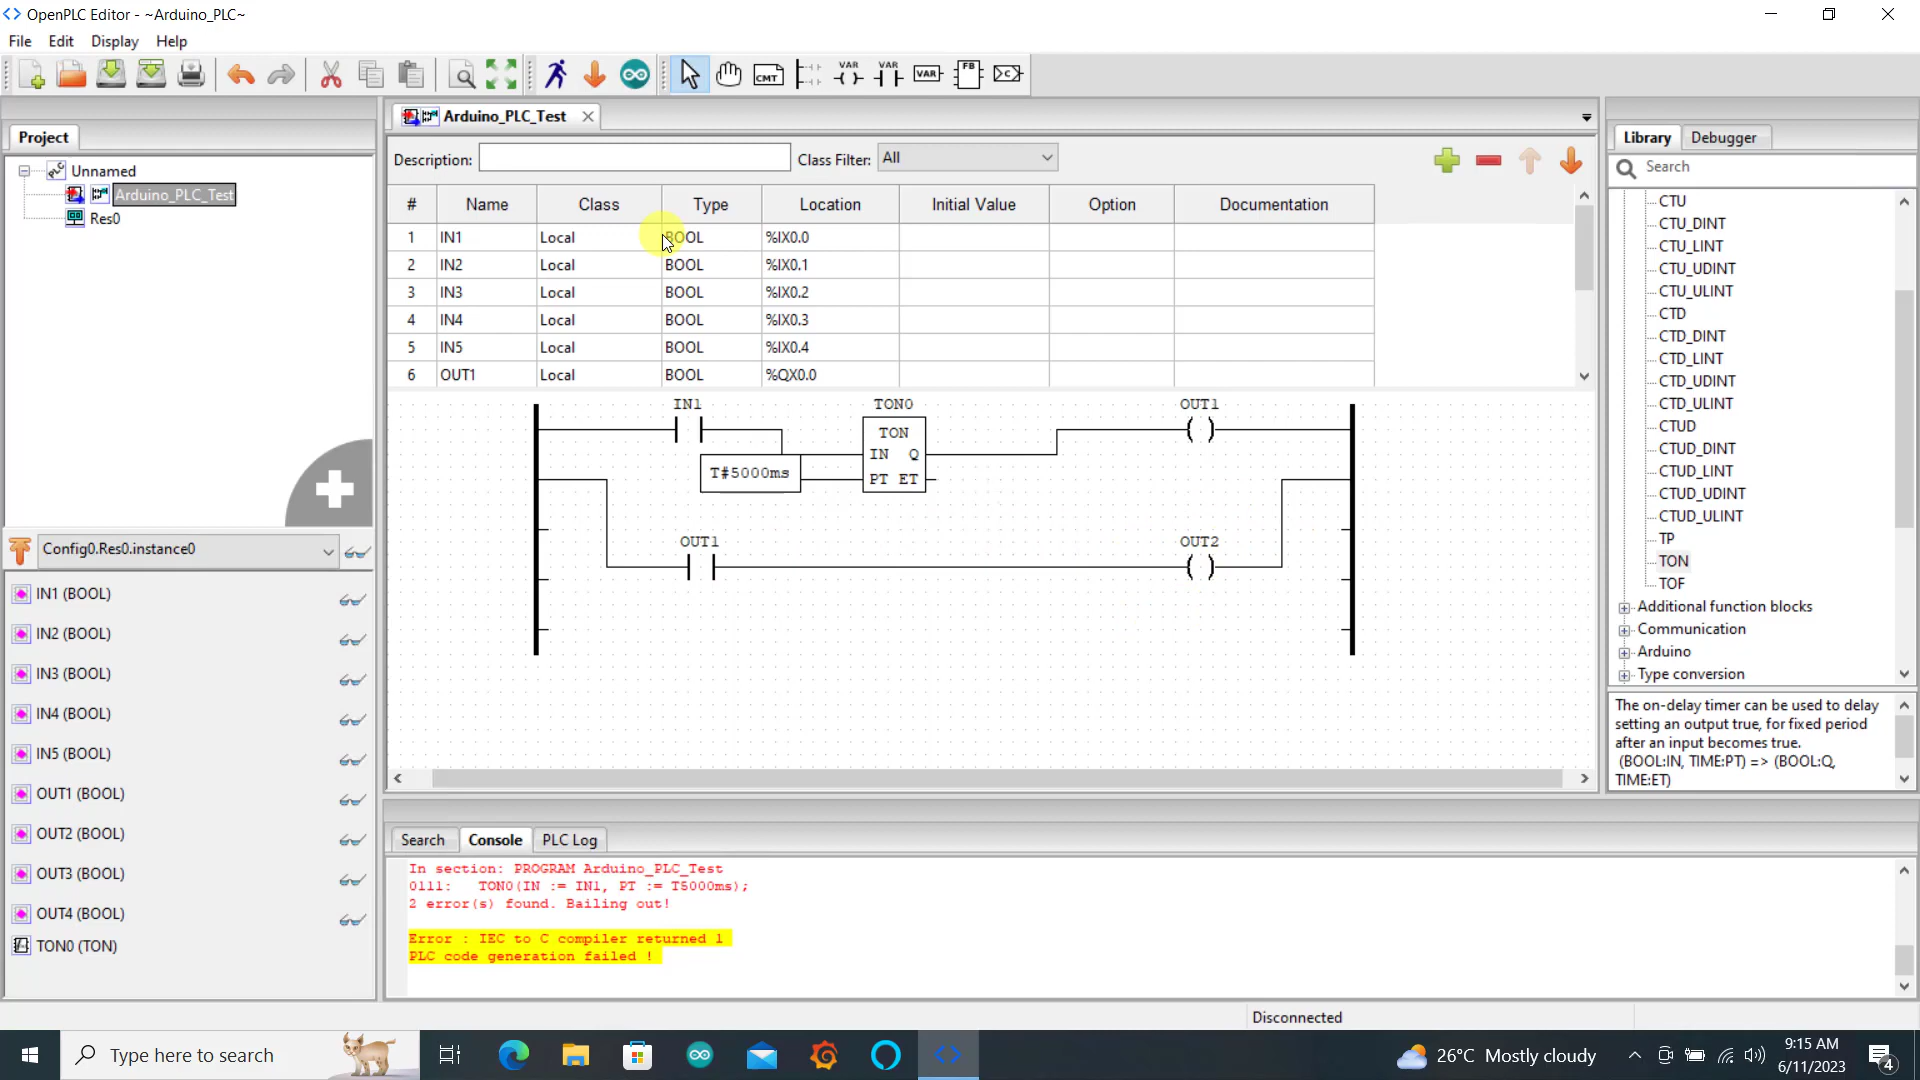 OpenPLC Editor - ~Arduino_PLC~
File Edit Display Help
CMT VAR VAR VAR FB
Project
Unnamed
Arduino_PLC_Test
Res0
Config0.Res0.instance0
IN1 (BOOL)
IN2 (BOOL)
IN3 (BOOL)
IN4 (BOOL)
IN5 (BOOL)
OUT1 (BOOL)
OUT2 (BOOL)
OUT3 (BOOL)
OUT4 (BOOL)
TON0 (TON)
Arduino_PLC_Test
Description: Class Filter: All
# Name Class Type Location Initial Value Option Documentation
1 IN1 Local BOOL %IX0.0
2 IN2 Local BOOL %IX0.1
3 IN3 Local BOOL %IX0.2
4 IN4 Local BOOL %IX0.3
5 IN5 Local BOOL %IX0.4
6 OUT1 Local BOOL %QX0.0
IN1 TON0 OUT1
TON
IN Q
T#5000ms
PT ET
OUT1 OUT2
Search Console PLC Log
In section: PROGRAM Arduino_PLC_Test
0111: TON0(IN := IN1, PT := T5000ms);
2 error(s) found. Bailing out!
Error : IEC to C compiler returned 1
PLC code generation failed !
Library Debugger
Search
CTU
CTU_DINT
CTU_LINT
CTU_UDINT
CTU_ULINT
CTD
CTD_DINT
CTD_LINT
CTD_UDINT
CTD_ULINT
CTUD
CTUD_DINT
CTUD_LINT
CTUD_UDINT
CTUD_ULINT
TP
TON
TOF
Additional function blocks
Communication
Arduino
Type conversion
The on-delay timer can be used to delay
setting an output true, for fixed period
after an input becomes true.
(BOOL:IN, TIME:PT) => (BOOL:Q,
TIME:ET)
Disconnected
Type here to search
26°C Mostly cloudy
9:15 AM
6/11/2023
4